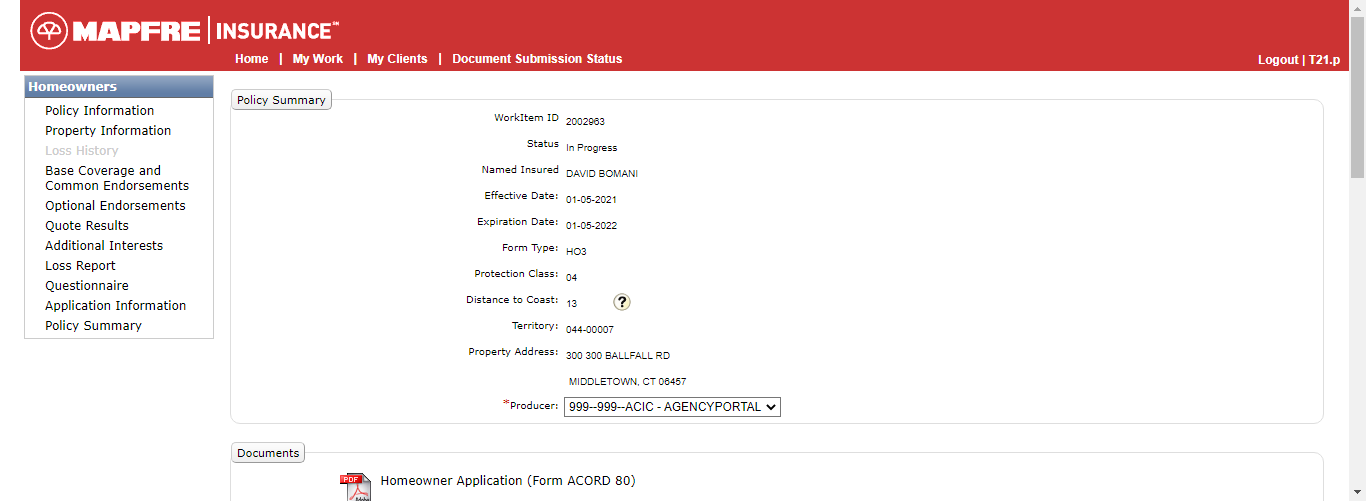 MAPFRE | INSURANCE℠
Home | My Work | My Clients | Document Submission Status
Logout | T21.p
Homeowners
Policy Information
Property Information
Loss History
Base Coverage and
Common Endorsements
Optional Endorsements
Quote Results
Additional Interests
Loss Report
Questionnaire
Application Information
Policy Summary
Policy Summary
WorkItem ID 2002963
Status In Progress
Named Insured DAVID BOMANI
Effective Date: 01-05-2021
Expiration Date: 01-05-2022
Form Type: HO3
Protection Class: 04
Distance to Coast: 13 ?
Territory: 044-00007
Property Address: 300 300 BALLFALL RD
MIDDLETOWN, CT 06457
*Producer: 999--999--ACIC - AGENCYPORTAL
Documents
PDF Homeowner Application (Form ACORD 80)